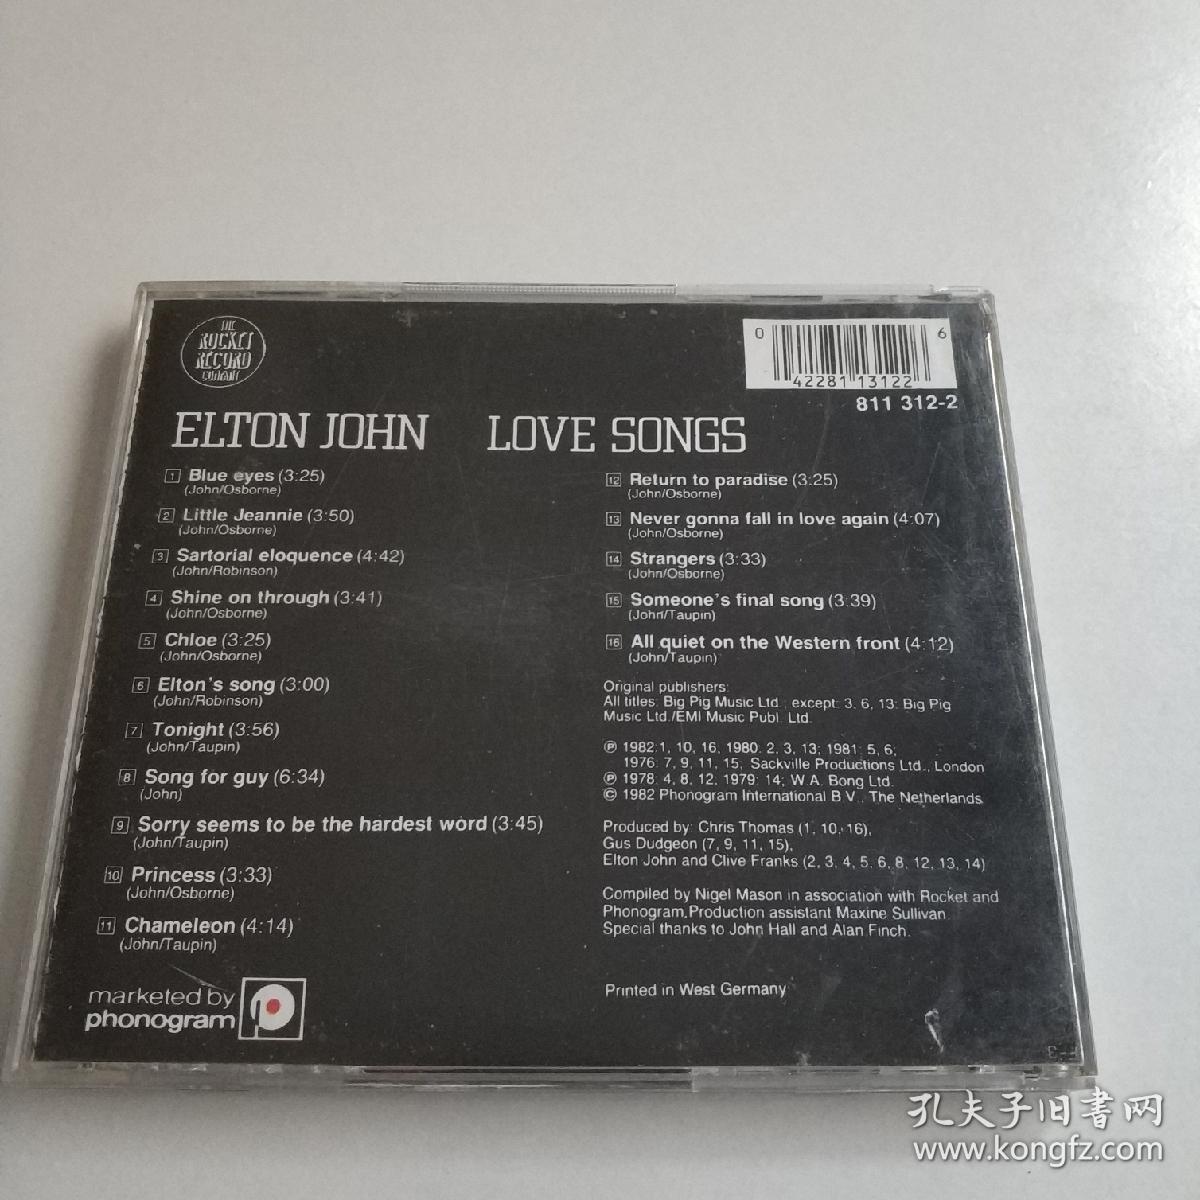 THE
ROCKET
RECORD
COMPANY
0 42281 13122 6
811 312-2
ELTON JOHN LOVE SONGS
1 Blue eyes (3:25)
(John/Osborne)
2 Little Jeannie (3:50)
(John/Osborne)
3 Sartorial eloquence (4:42)
(John/Robinson)
4 Shine on through (3:41)
(John/Osborne)
5 Chloe (3:25)
(John/Osborne)
6 Elton's song (3:00)
(John/Robinson)
7 Tonight (3:56)
(John/Taupin)
8 Song for guy (6:34)
(John)
9 Sorry seems to be the hardest word (3:45)
(John/Taupin)
10 Princess (3:33)
(John/Osborne)
11 Chameleon (4:14)
(John/Taupin)
marketed by
phonogram
12 Return to paradise (3:25)
(John/Osborne)
13 Never gonna fall in love again (4:07)
(John/Osborne)
14 Strangers (3:33)
(John/Osborne)
15 Someone's final song (3:39)
(John/Taupin)
16 All quiet on the Western front (4:12)
(John/Taupin)
Original publishers:
All titles: Big Pig Music Ltd., except: 3, 6, 13: Big Pig
Music Ltd./EMI Music Publ. Ltd.
℗ 1982:1, 10, 16, 1980: 2, 3, 13; 1981: 5, 6;
1976: 7, 9, 11, 15, Sackville Productions Ltd., London
℗ 1978: 4, 8, 12, 1979: 14; W.A. Bong Ltd.
© 1982 Phonogram International B.V., The Netherlands
Produced by: Chris Thomas (1, 10, 16),
Gus Dudgeon (7, 9, 11, 15),
Elton John and Clive Franks (2, 3, 4, 5, 6, 8, 12, 13, 14)
Compiled by Nigel Mason in association with Rocket and
Phonogram. Production assistant Maxine Sullivan.
Special thanks to John Hall and Alan Finch.
Printed in West Germany
孔夫子旧书网
www.kongfz.com